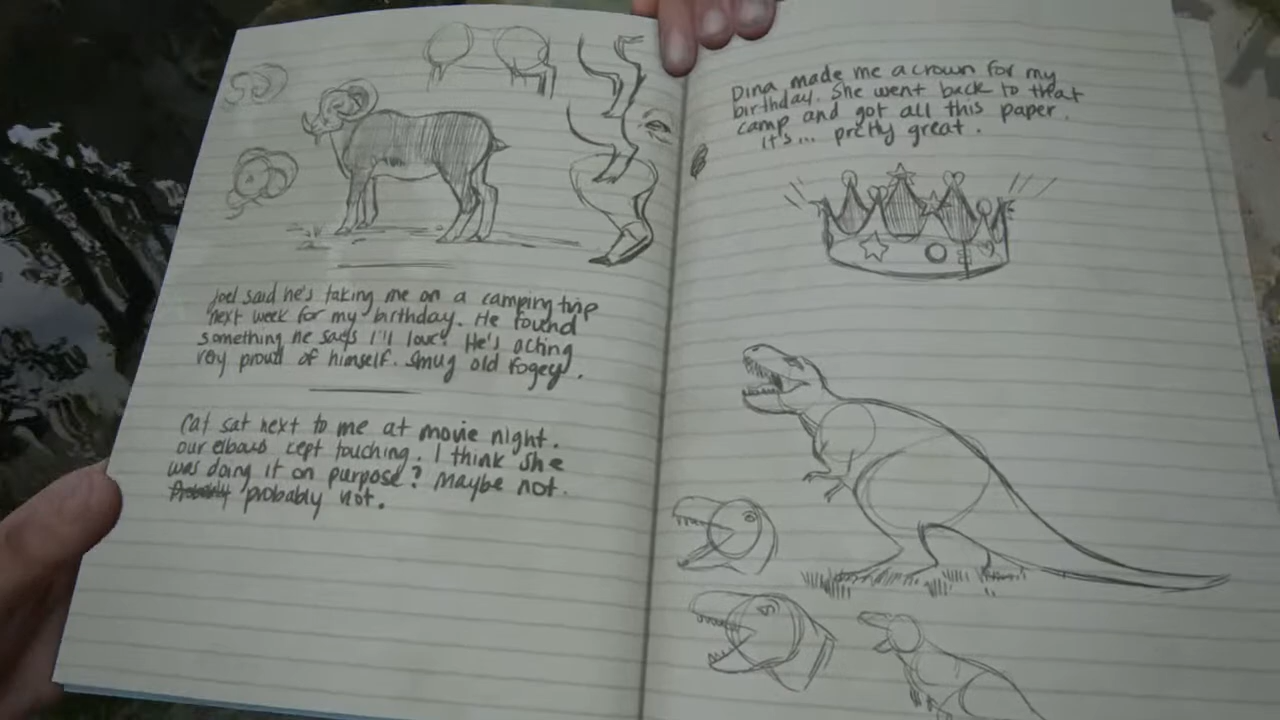 Joel said he's taking me on a camping trip
next week for my birthday. He found
something he says I'll love? He's acting
very proud of himself. Smug old fogey.
Cat sat next to me at movie night.
our elbows kept touching. I think she
was doing it on purpose? Maybe not.
Probably probably not.
Dina made me a crown for my
birthday. She went back to that
camp and got all this paper.
It's... pretty great.